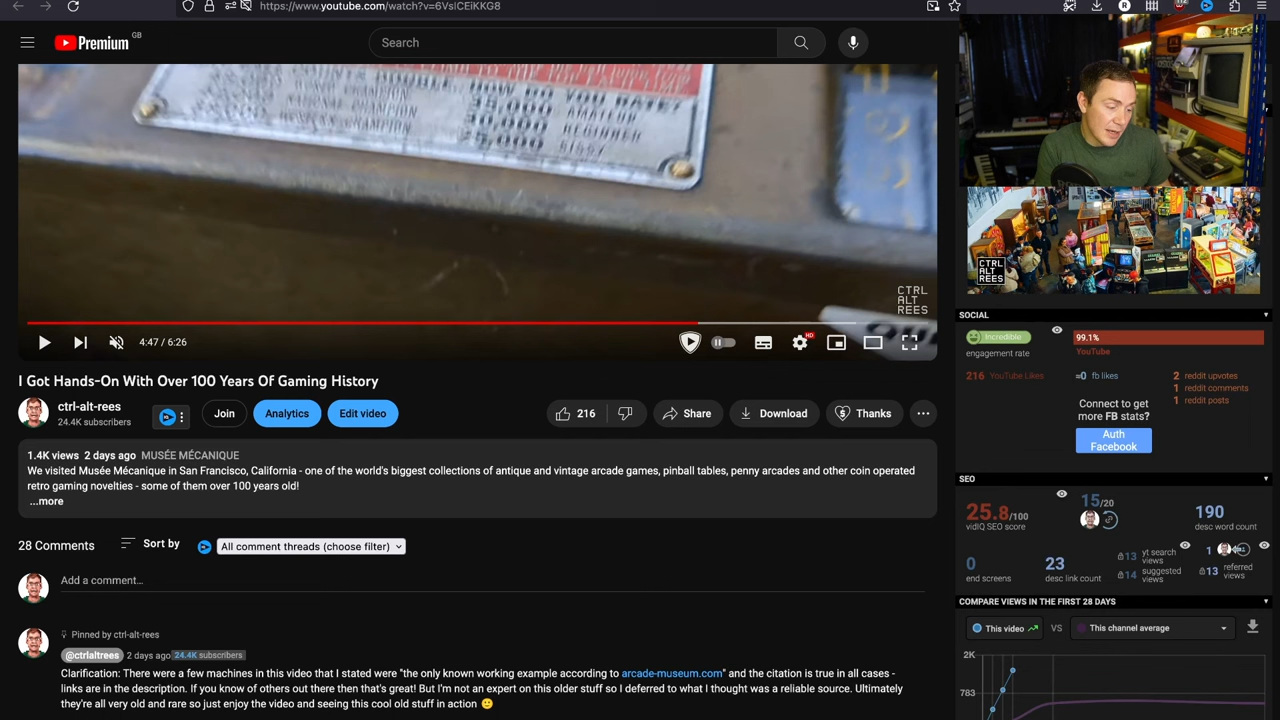 https://www.youtube.com/watch?v=6VslCEiKKG8
Premium GB
Search
YOU DANCE
AMATEUR
BEGINNER
SISSY
CTRL
ALT
REES
4:47 / 6:26
HD
I Got Hands-On With Over 100 Years Of Gaming History
ctrl-alt-rees
24.4K subscribers
Join
Analytics
Edit video
216
Share
Download
Thanks
1.4K views 2 days ago MUSÉE MÉCANIQUE
We visited Musée Mécanique in San Francisco, California - one of the world's biggest collections of antique and vintage arcade games, pinball tables, penny arcades and other coin operated
retro gaming novelties - some of them over 100 years old!
...more
28 Comments
Sort by
All comment threads (choose filter)
Add a comment...
Pinned by ctrl-alt-rees
@ctrlaltrees 2 days ago 24.4K subscribers
Clarification: There were a few machines in this video that I stated were "the only known working example according to arcade-museum.com" and the citation is true in all cases -
links are in the description. If you know of others out there then that's great! But I'm not an expert on this older stuff so I deferred to what I thought was a reliable source. Ultimately
they're all very old and rare so just enjoy the video and seeing this cool old stuff in action 🙂
CTRL
ALT
REES
SOCIAL
Incredible
engagement rate
99.1%
YouTube
216 YouTube Likes
≈0 fb likes
2 reddit upvotes
1 reddit comments
1 reddit posts
Connect to get
more FB stats?
Auth
Facebook
SEO
25.8/100
vidIQ SEO score
15/20
190
desc word count
0
end screens
23
desc link count
13 yt search
views
14 suggested
views
1
13 referred
views
COMPARE VIEWS IN THE FIRST 28 DAYS
This video
VS
This channel average
2K
783